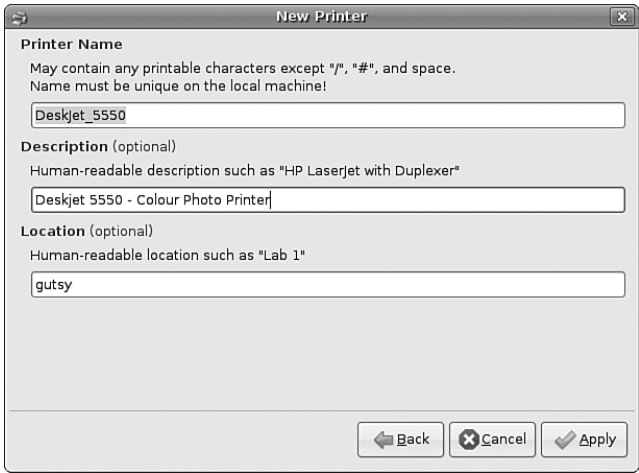 New Printer
Printer Name
May contain any printable characters except "/", "#", and space.
Name must be unique on the local machine!
DeskJet_5550
Description (optional)
Human-readable description such as "HP LaserJet with Duplexer"
Deskjet 5550 - Colour Photo Printer
Location (optional)
Human-readable location such as "Lab 1"
gutsy
Back Cancel Apply